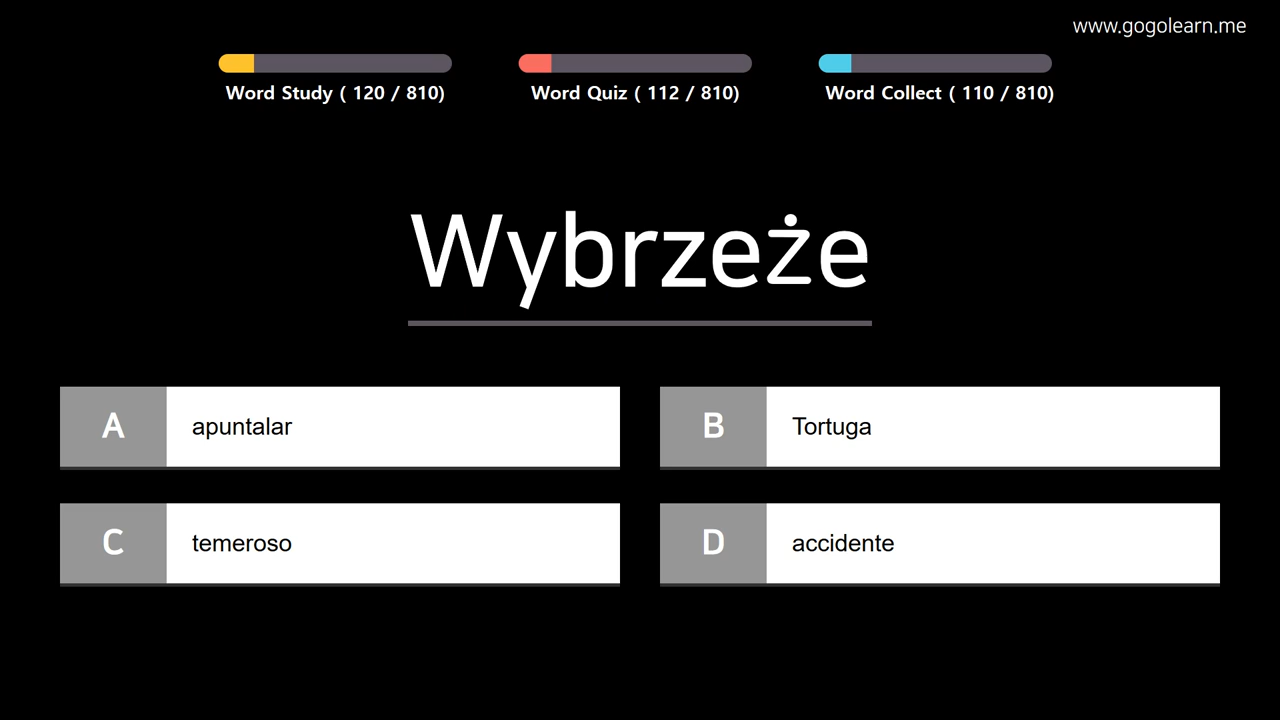 www.gogolearn.me
Word Study ( 120 / 810)
Word Quiz ( 112 / 810)
Word Collect ( 110 / 810)
Wybrzeże
A apuntalar
B Tortuga
C temeroso
D accidente